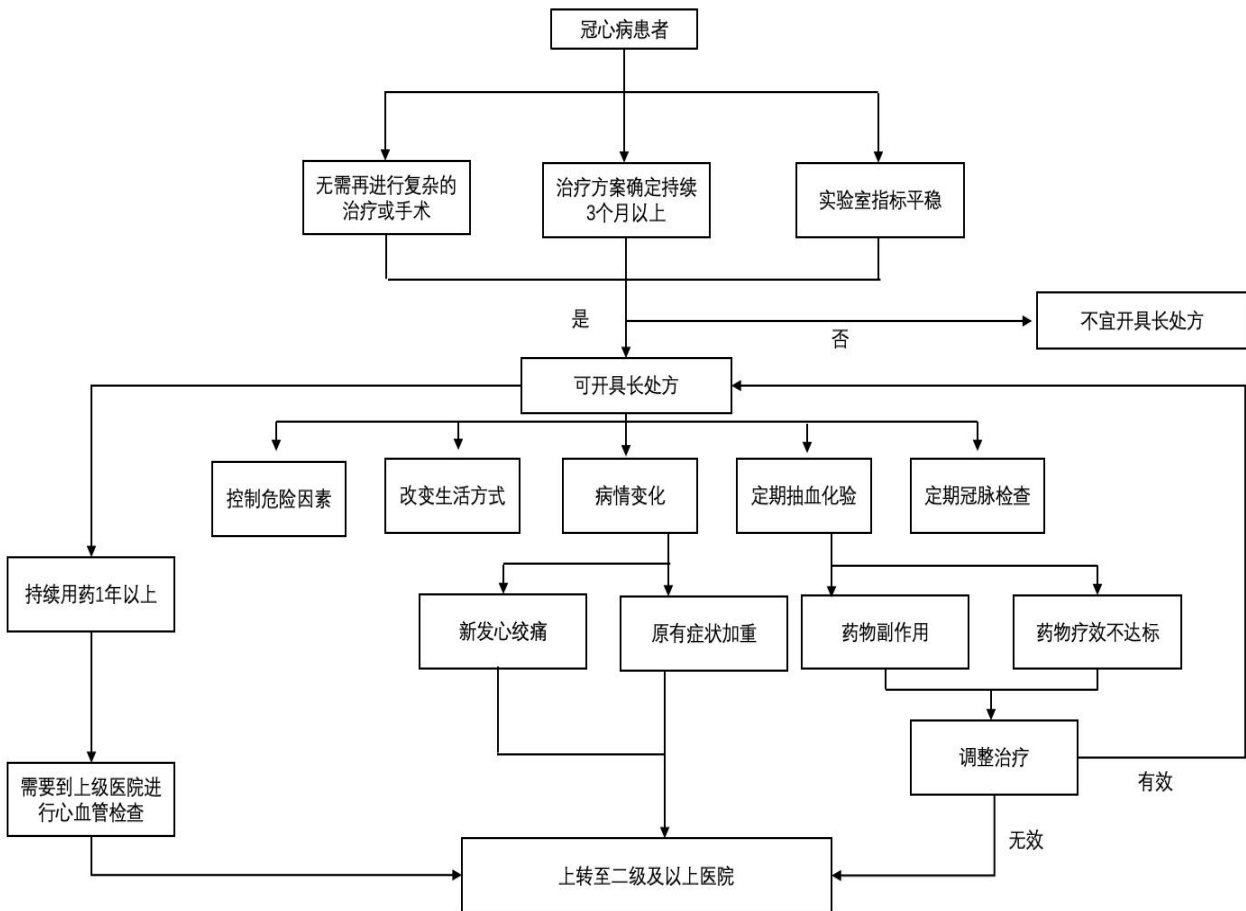 冠心病患者
无需再进行复杂的
治疗或手术
治疗方案确定持续
3个月以上
实验室指标平稳
是
否
不宜开具长处方
可开具长处方
控制危险因素
改变生活方式
病情变化
定期抽血化验
定期冠脉检查
持续用药1年以上
新发心绞痛
原有症状加重
药物副作用
药物疗效不达标
调整治疗
有效
需要到上级医院进
行心血管检查
无效
上转至二级及以上医院